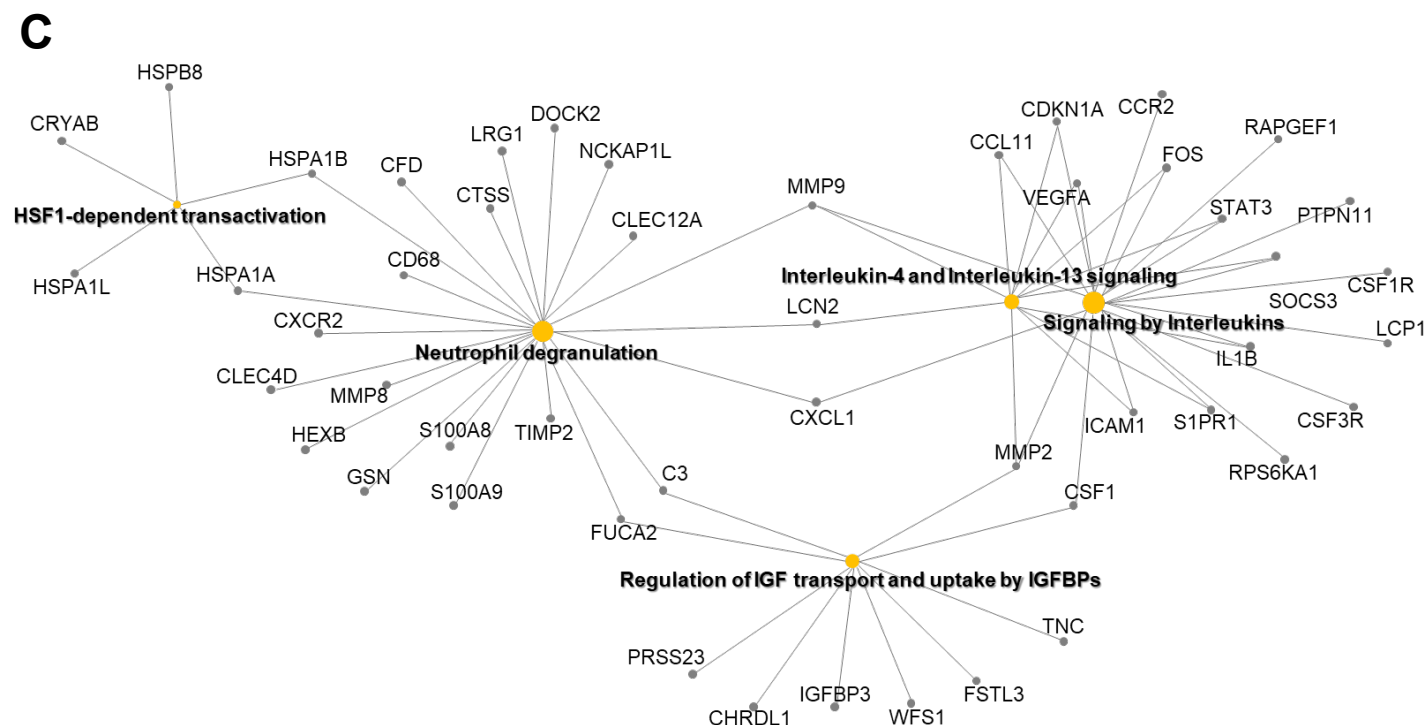 C
HSPB8
CRYAB
HSPA1B
HSF1-dependent transactivation
HSPA1L
HSPA1A
CFD
LRG1
DOCK2
NCKAP1L
CTSS
CLEC12A
CD68
CXCR2
Neutrophil degranulation
CLEC4D
MMP8
HEXB
S100A8
TIMP2
GSN
S100A9
C3
FUCA2
MMP9
LCN2
CXCL1
CDKN1A
CCR2
CCL11
FOS
RAPGEF1
VEGFA
STAT3
PTPN11
Interleukin-4 and Interleukin-13 signaling
CSF1R
SOCS3
Signaling by Interleukins
LCP1
IL1B
ICAM1
S1PR1
CSF3R
MMP2
RPS6KA1
CSF1
Regulation of IGF transport and uptake by IGFBPs
TNC
PRSS23
CHRDL1
IGFBP3
WFS1
FSTL3